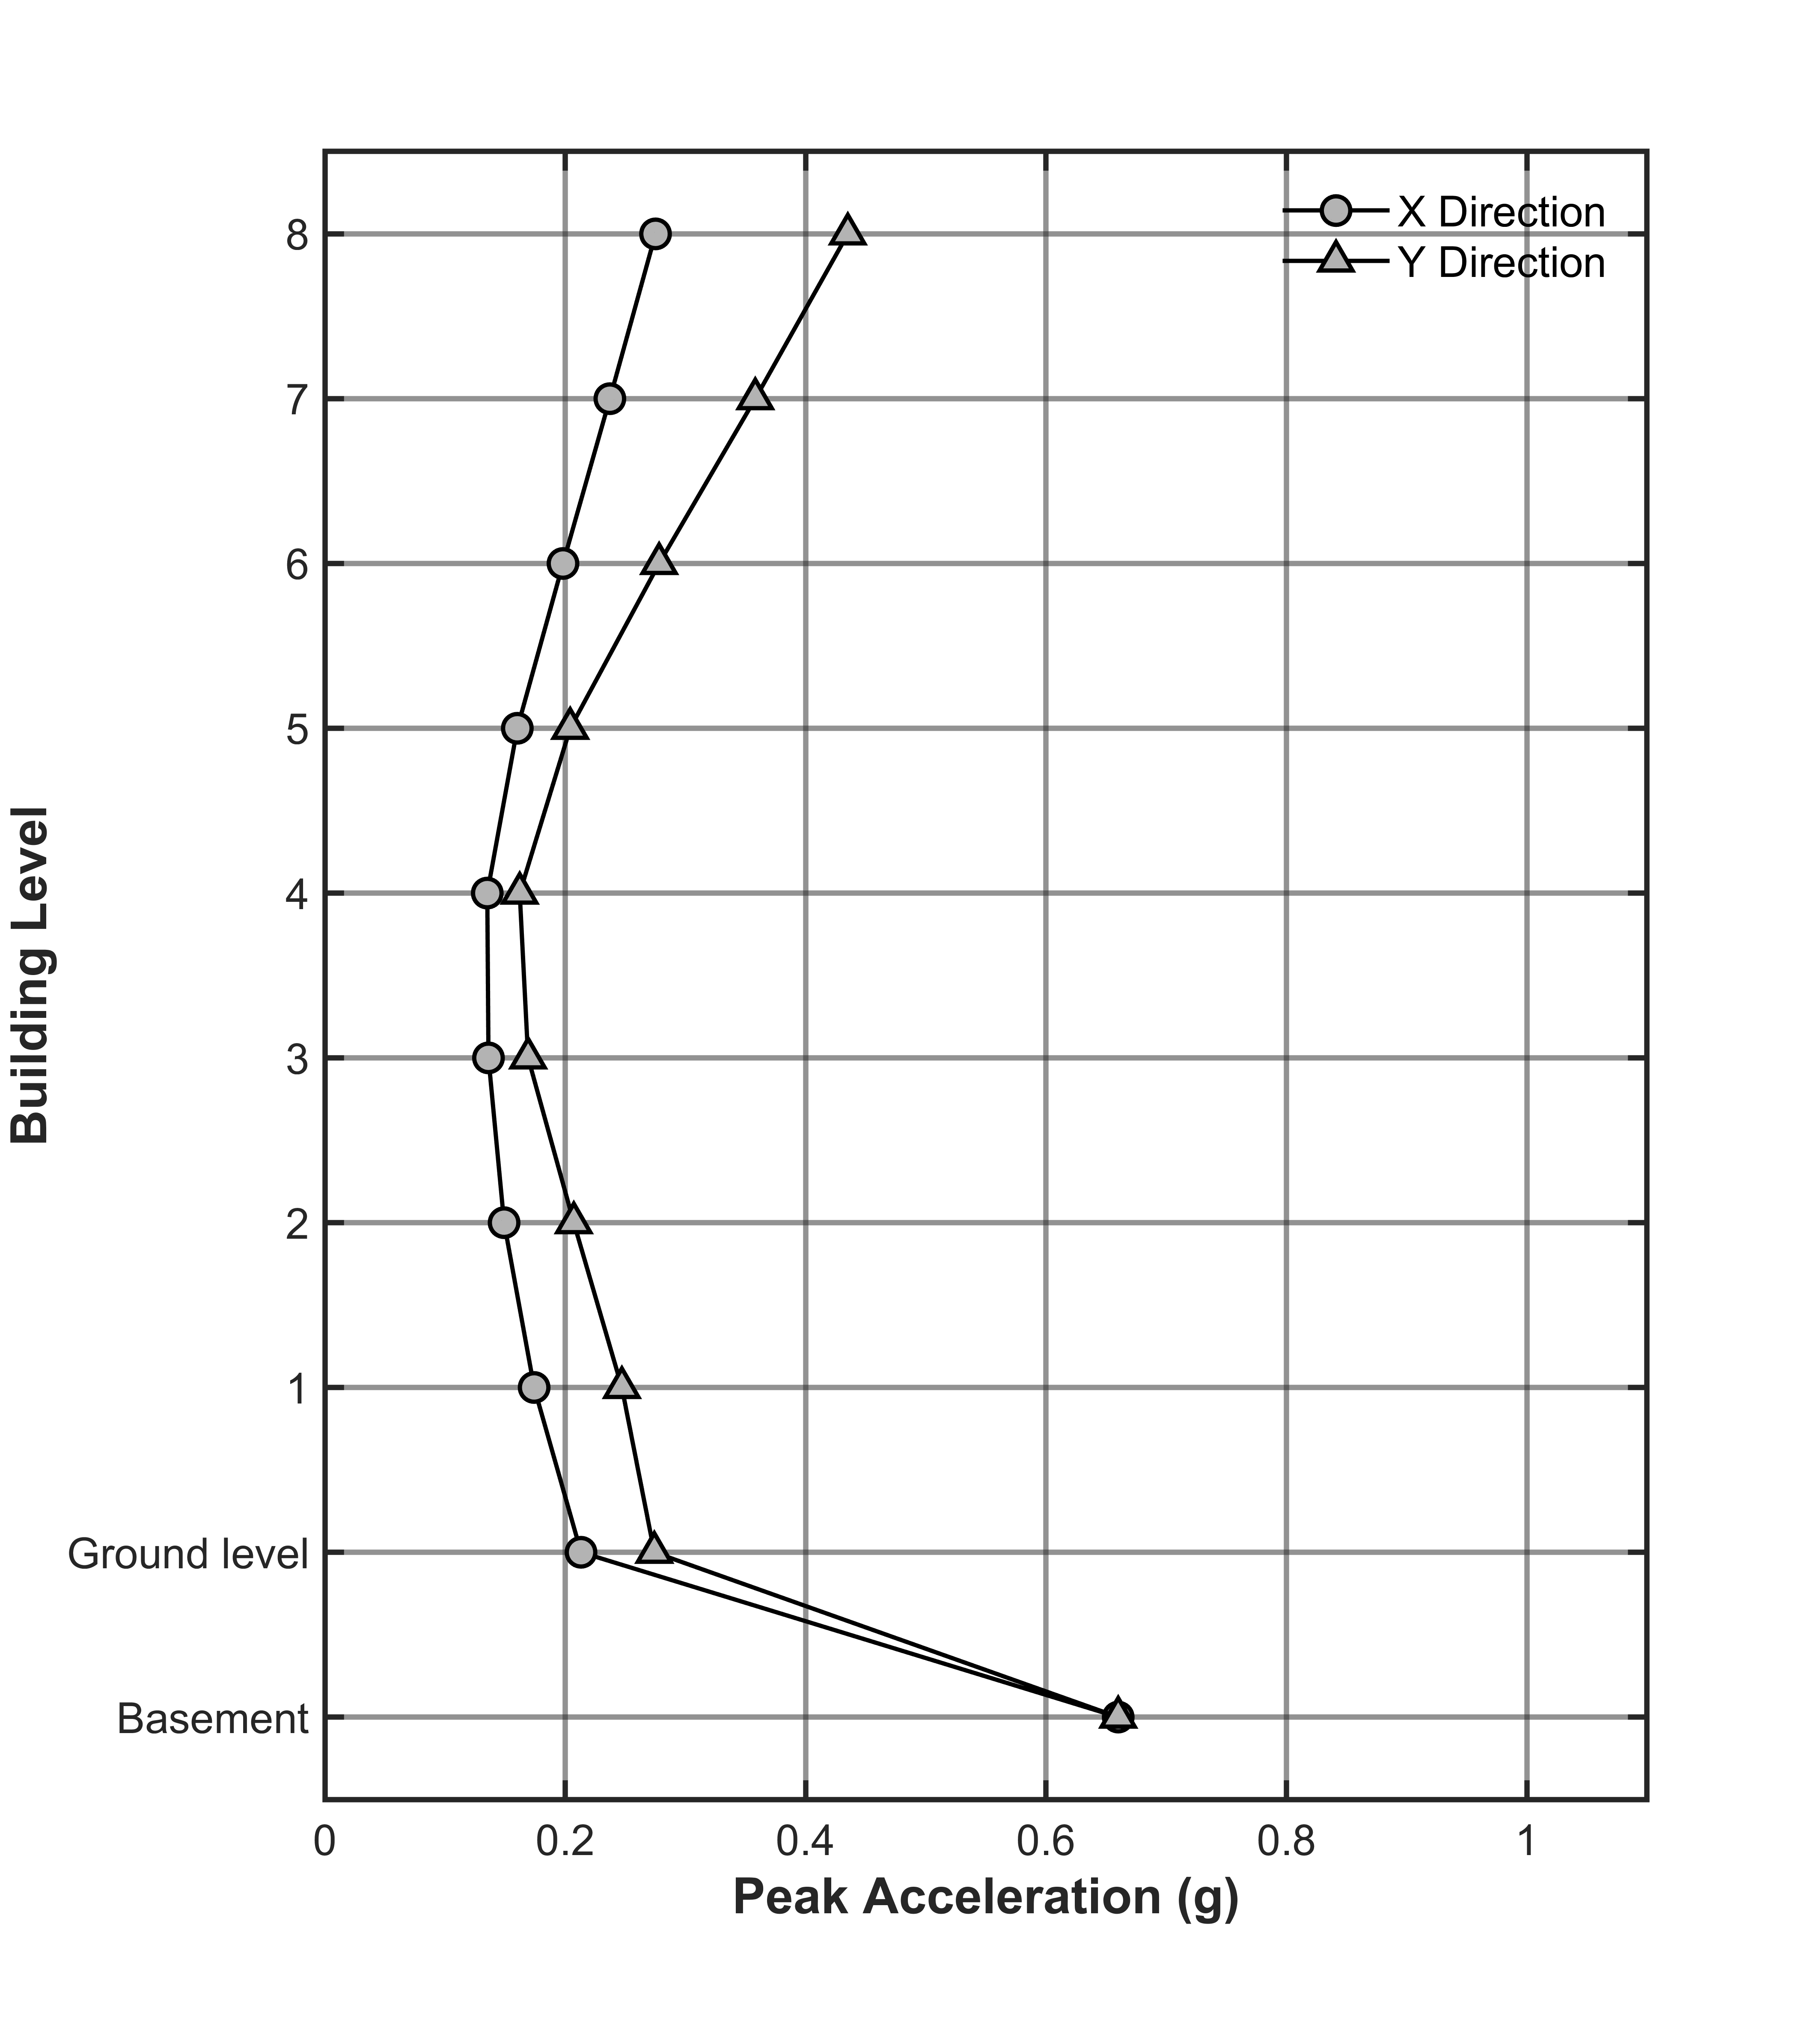 X Direction
Y Direction
8
7
6
5
4
3
2
1
Ground level
Basement
Building Level
0 0.2 0.4 0.6 0.8 1
Peak Acceleration (g)